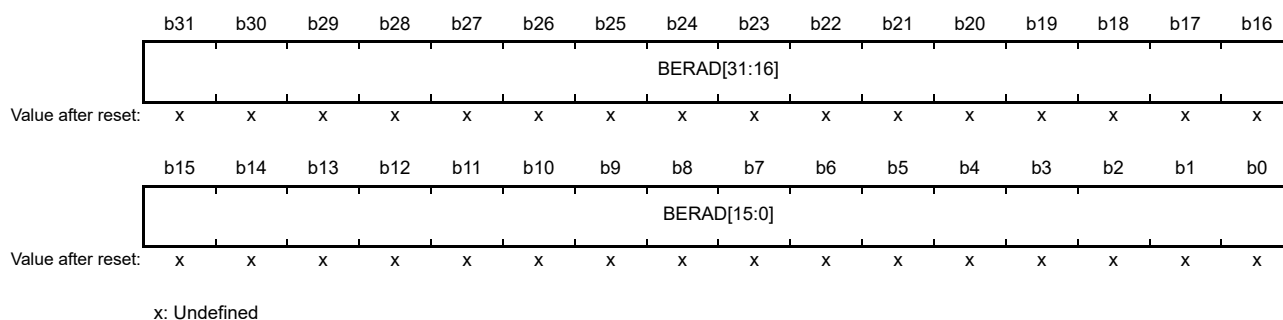 b31 b30 b29 b28 b27 b26 b25 b24 b23 b22 b21 b20 b19 b18 b17 b16
BERAD[31:16]
Value after reset: x x x x x x x x x x x x x x x x
b15 b14 b13 b12 b11 b10 b9 b8 b7 b6 b5 b4 b3 b2 b1 b0
BERAD[15:0]
Value after reset: x x x x x x x x x x x x x x x x
x: Undefined